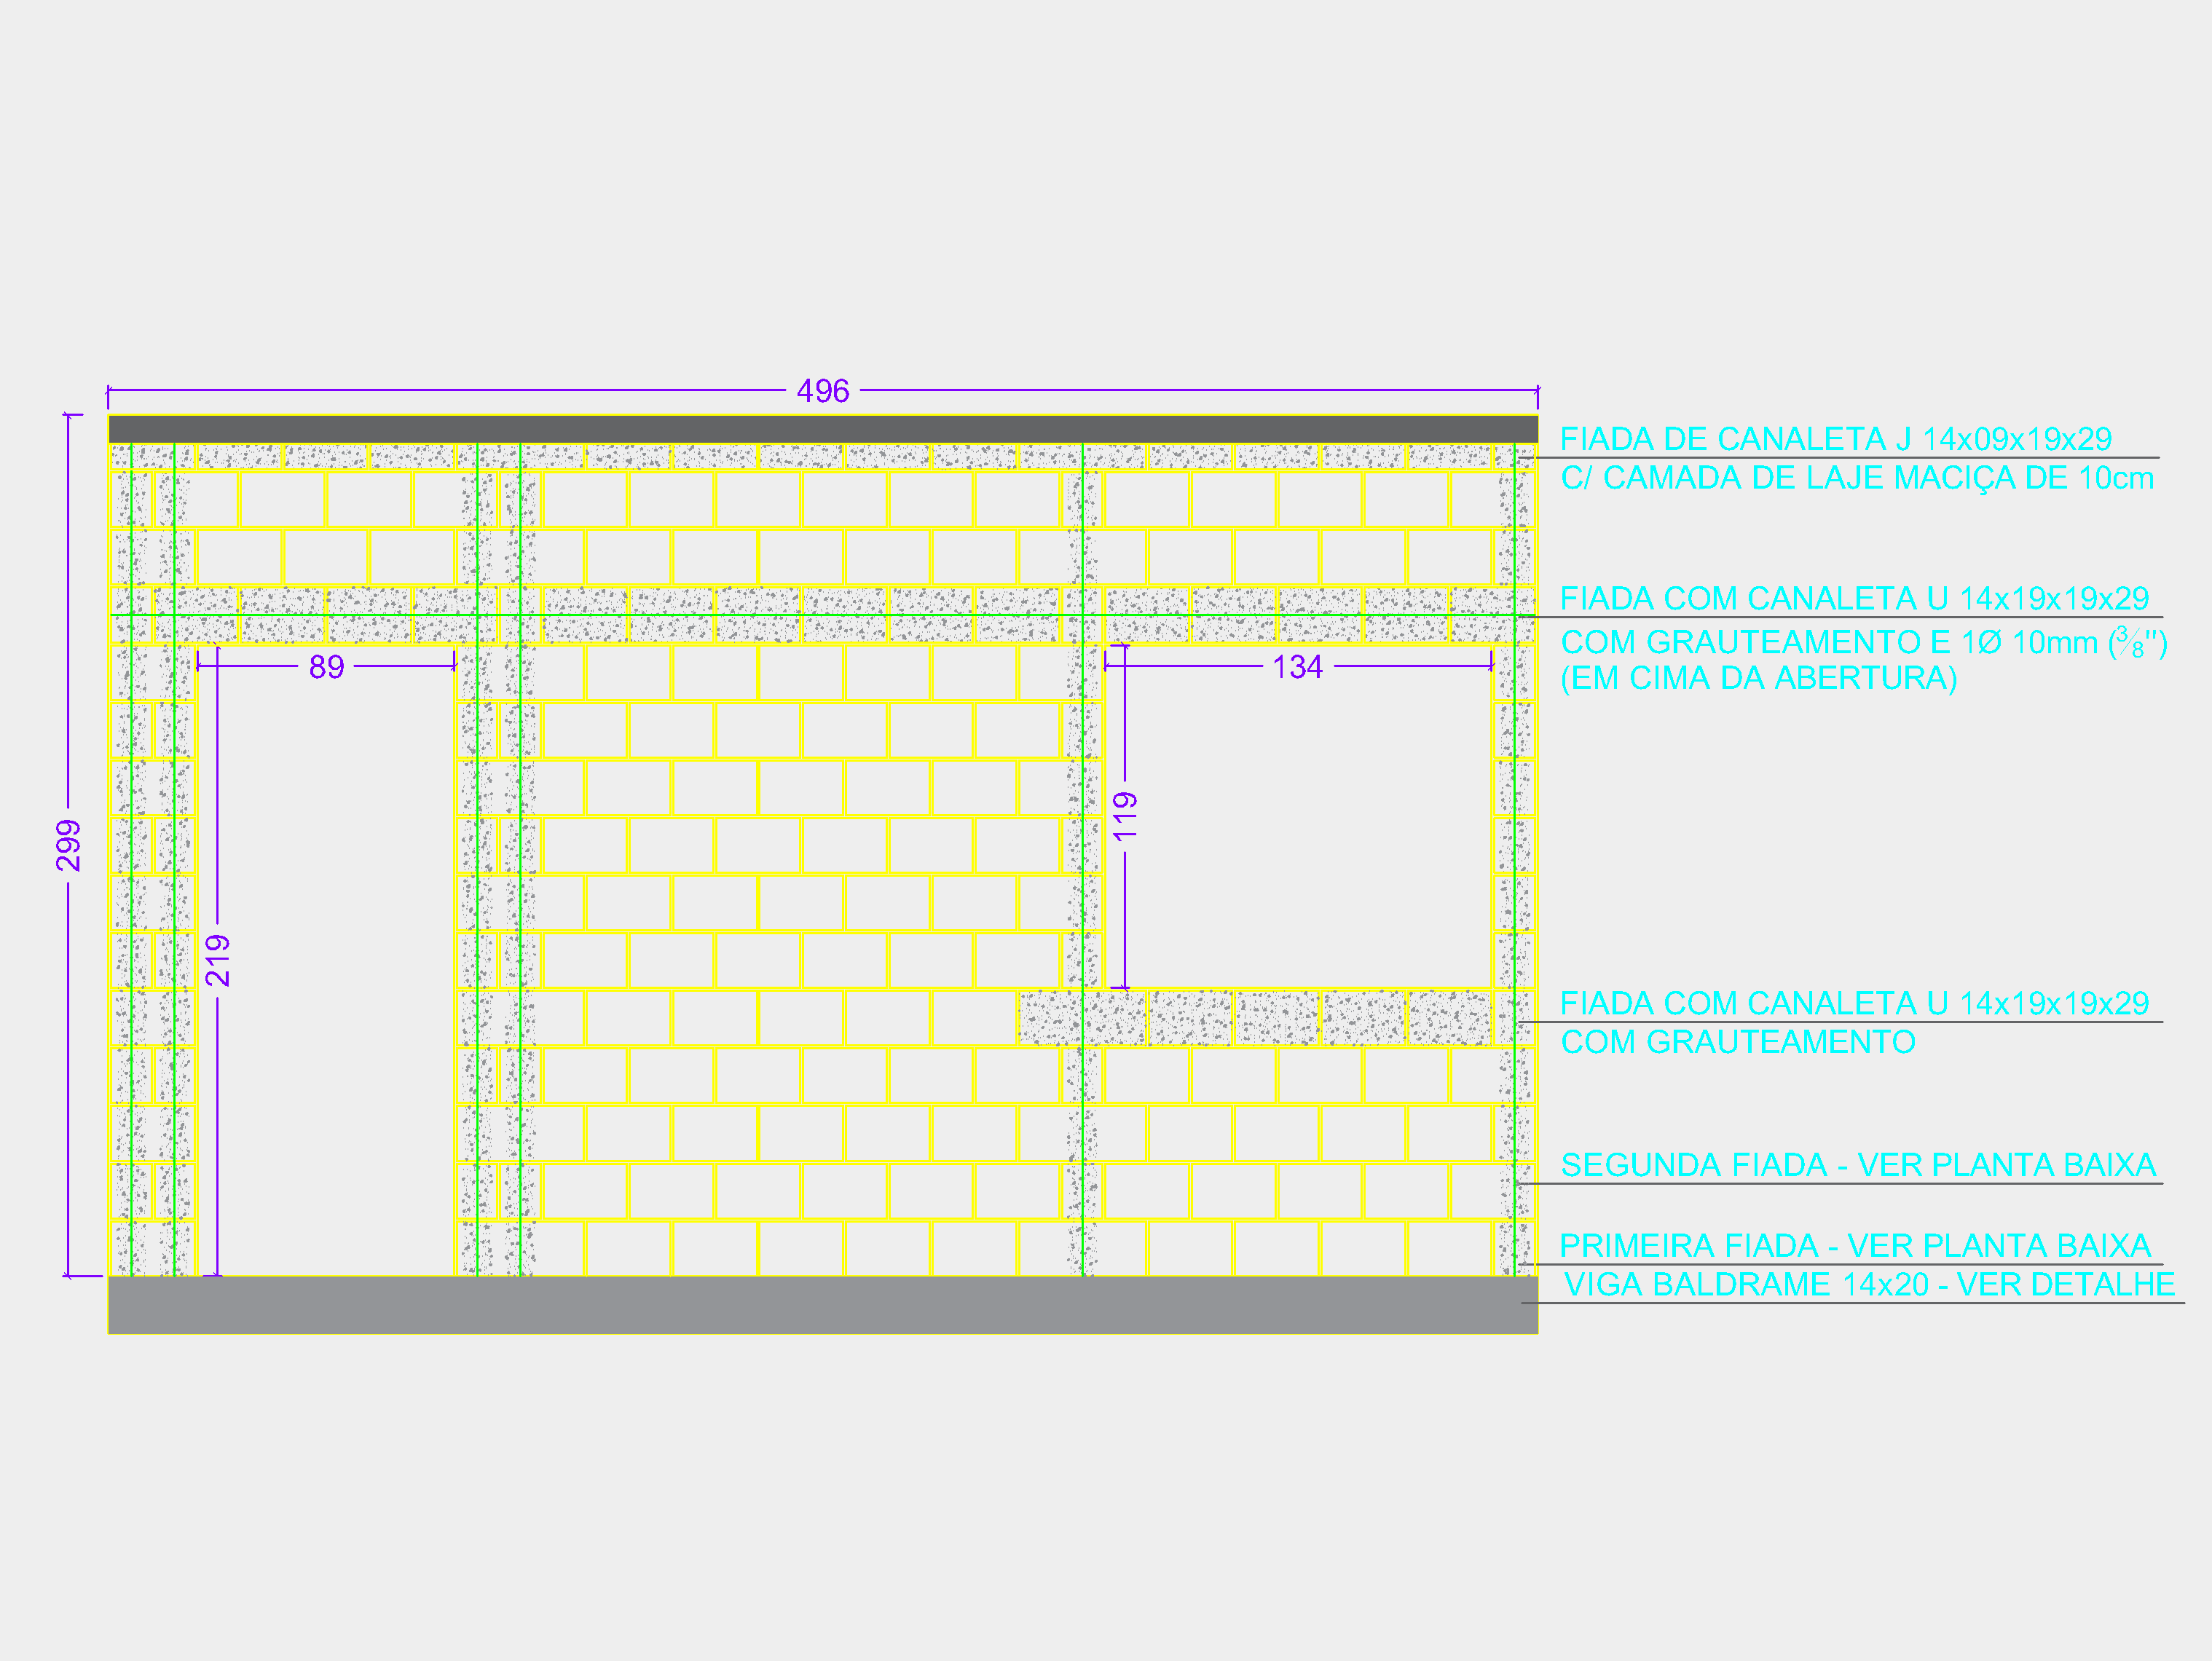 496
FIADA DE CANALETA J 14x09x19x29
C/ CAMADA DE LAJE MACIÇA DE 10cm
FIADA COM CANALETA U 14x19x19x29
COM GRAUTEAMENTO E 1Ø 10mm (3/8")
(EM CIMA DA ABERTURA)
89
134
119
299
219
FIADA COM CANALETA U 14x19x19x29
COM GRAUTEAMENTO
SEGUNDA FIADA - VER PLANTA BAIXA
PRIMEIRA FIADA - VER PLANTA BAIXA
VIGA BALDRAME 14x20 - VER DETALHE